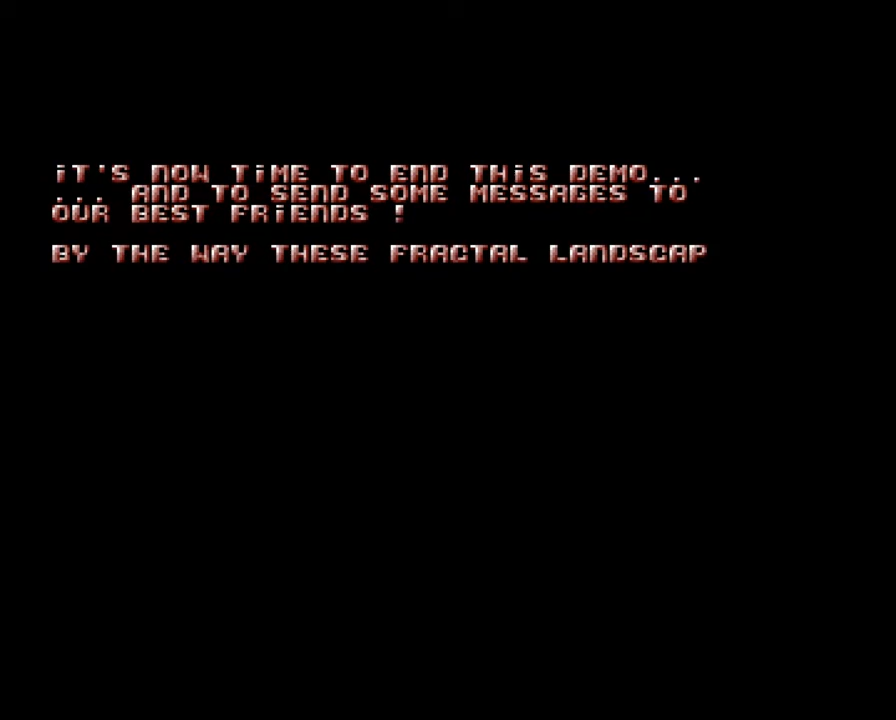 iT'S NOW TiME TO END THiS DEMO...
... AND TO SEND SOME MESSAGES TO
OUR BEST FRiENDS !
BY THE WAY THESE FRACTAL LANDSCAP